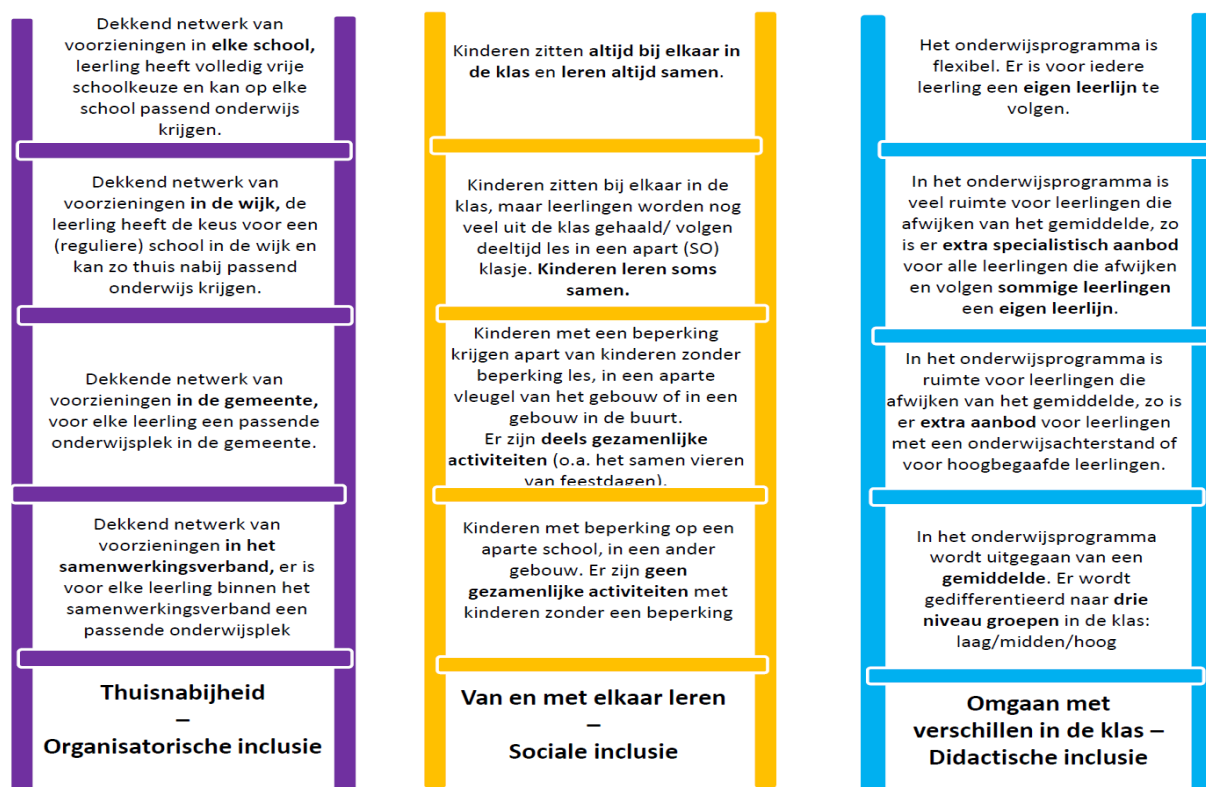 Dekkend netwerk van
voorzieningen in elke school,
leerling heeft volledig vrije
schoolkeuze en kan op elke
school passend onderwijs
krijgen.
Dekkend netwerk van
voorzieningen in de wijk, de
leerling heeft de keus voor een
(reguliere) school in de wijk en
kan zo thuis nabij passend
onderwijs krijgen.
Dekkende netwerk van
voorzieningen in de gemeente,
voor elke leerling een passende
onderwijsplek in de gemeente.
Dekkend netwerk van
voorzieningen in het
samenwerkingsverband, er is
voor elke leerling binnen het
samenwerkingsverband een
passende onderwijsplek
Thuisnabijheid
–
Organisatorische inclusie
Kinderen zitten altijd bij elkaar in
de klas en leren altijd samen.
Kinderen zitten bij elkaar in de
klas, maar leerlingen worden nog
veel uit de klas gehaald/ volgen
deeltijd les in een apart (SO)
klasje. Kinderen leren soms
samen.
Kinderen met een beperking
krijgen apart van kinderen zonder
beperking les, in een aparte
vleugel van het gebouw of in een
gebouw in de buurt.
Er zijn deels gezamenlijke
activiteiten (o.a. het samen vieren
van feestdagen).
Kinderen met beperking op een
aparte school, in een ander
gebouw. Er zijn geen
gezamenlijke activiteiten met
kinderen zonder een beperking
Van en met elkaar leren
–
Sociale inclusie
Het onderwijsprogramma is
flexibel. Er is voor iedere
leerling een eigen leerlijn te
volgen.
In het onderwijsprogramma is
veel ruimte voor leerlingen die
afwijken van het gemiddelde, zo
is er extra specialistisch aanbod
voor alle leerlingen die afwijken
en volgen sommige leerlingen
een eigen leerlijn.
In het onderwijsprogramma is
ruimte voor leerlingen die
afwijken van het gemiddelde, zo is
er extra aanbod voor leerlingen
met een onderwijsachterstand of
voor hoogbegaafde leerlingen.
In het onderwijsprogramma
wordt uitgegaan van een
gemiddelde. Er wordt
gedifferentieerd naar drie
niveau groepen in de klas:
laag/midden/hoog
Omgaan met
verschillen in de klas –
Didactische inclusie